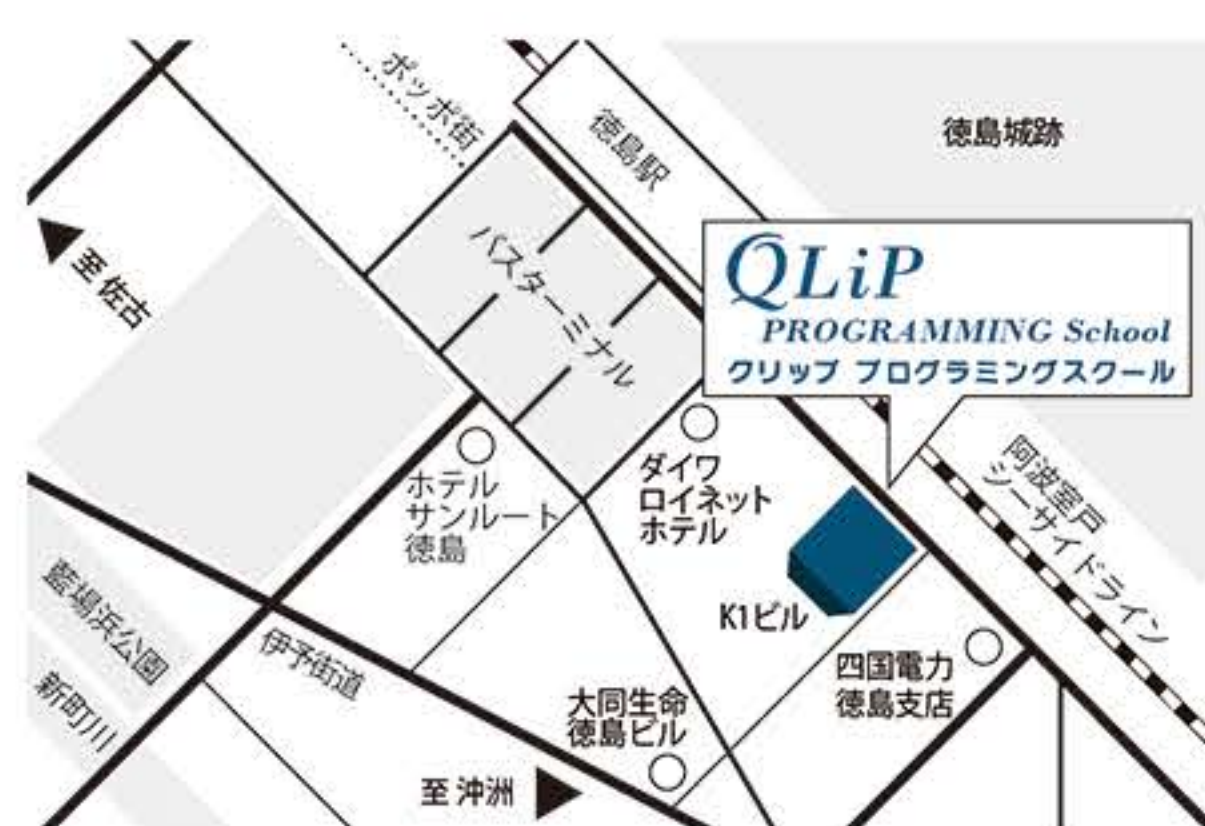 ポッポ街
徳島駅
徳島城跡
至 佐古
バスターミナル
QLiP
PROGRAMMING School
クリップ プログラミングスクール
ホテル
サンルート
徳島
ダイワ
ロイネット
ホテル
阿波室戸
シーサイドライン
K1ビル
藍場浜公園
新町川
伊予街道
四国電力
徳島支店
大同生命
徳島ビル
至 沖洲